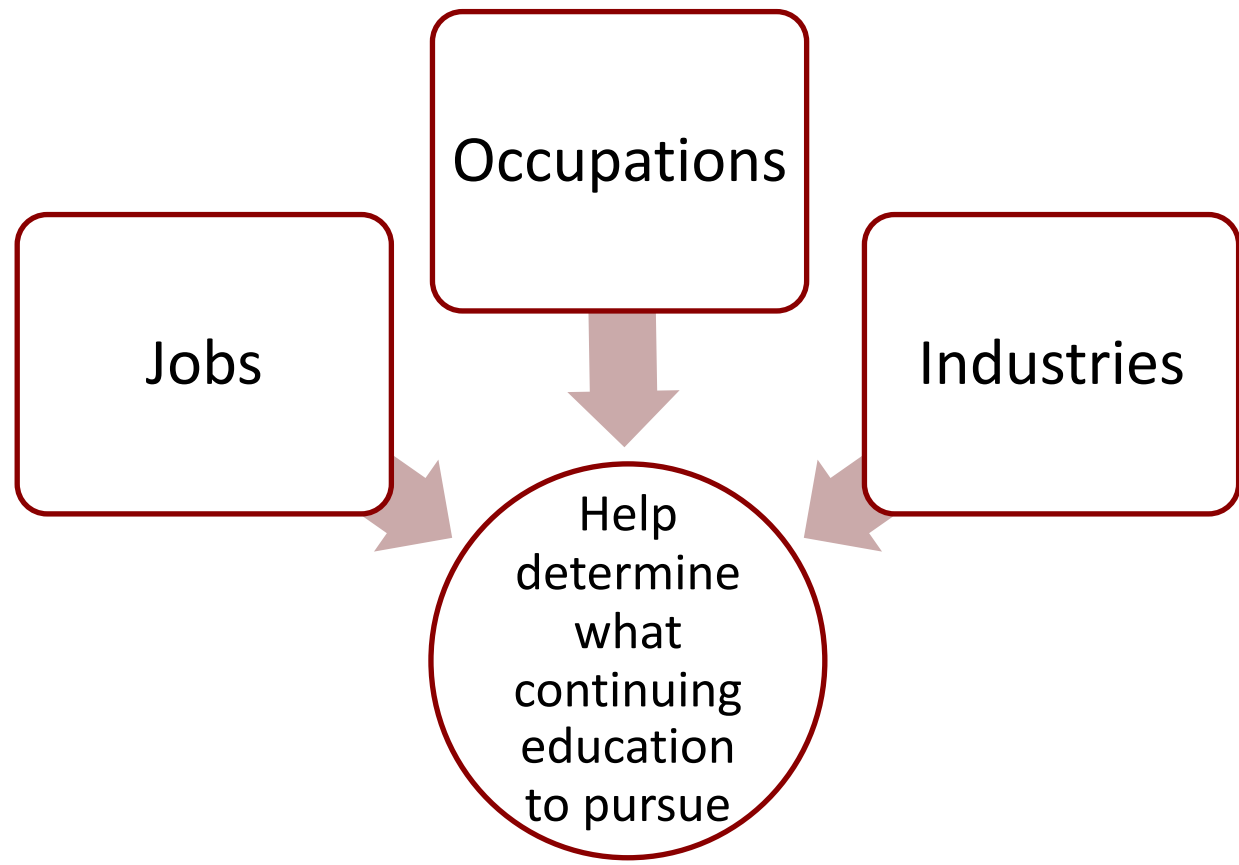 Occupations
Jobs
Industries
Help
determine
what
continuing
education
to pursue